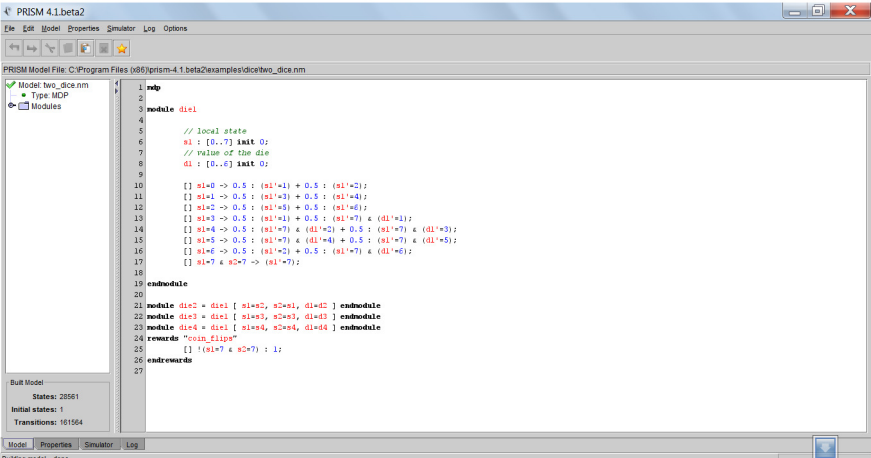 PRISM 4.1.beta2
File Edit Model Properties Simulator Log Options
PRISM Model File: C:\Program Files (x86)\prism-4.1.beta2\examples\dice\two_dice.nm
Model: two_dice.nm
Type: MDP
Modules
1 mdp
2
3 module die1
4
5 // local state
6 s1 : [0..7] init 0;
7 // value of the die
8 d1 : [0..6] init 0;
9
10 [] s1=0 -> 0.5 : (s1'=1) + 0.5 : (s1'=2);
11 [] s1=1 -> 0.5 : (s1'=3) + 0.5 : (s1'=4);
12 [] s1=2 -> 0.5 : (s1'=5) + 0.5 : (s1'=6);
13 [] s1=3 -> 0.5 : (s1'=1) + 0.5 : (s1'=7) & (d1'=1);
14 [] s1=4 -> 0.5 : (s1'=7) & (d1'=2) + 0.5 : (s1'=7) & (d1'=3);
15 [] s1=5 -> 0.5 : (s1'=7) & (d1'=4) + 0.5 : (s1'=7) & (d1'=5);
16 [] s1=6 -> 0.5 : (s1'=2) + 0.5 : (s1'=7) & (d1'=6);
17 [] s1=7 & s2=7 -> (s1'=7);
18
19 endmodule
20
21 module die2 = die1 [ s1=s2, s2=s1, d1=d2 ] endmodule
22 module die3 = die1 [ s1=s3, s2=s3, d1=d3 ] endmodule
23 module die4 = die1 [ s1=s4, s2=s4, d1=d4 ] endmodule
24 rewards "coin_flips"
25 [] !(s1=7 & s2=7) : 1;
26 endrewards
27
Built Model
States: 28561
Initial states: 1
Transitions: 161564
Model Properties Simulator Log
Building model... done.